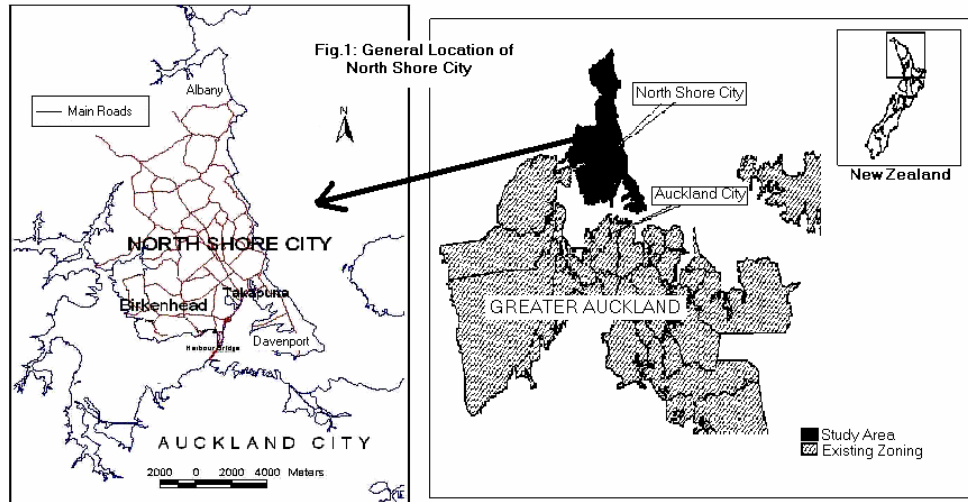 Fig.1: General Location of
North Shore City
Albany
Main Roads
N
NORTH SHORE CITY
Takapuna
Birkenhead
Davenport
Harbour Bridge
AUCKLAND CITY
2000 0 2000 4000 Meters
North Shore City
Auckland City
GREATER AUCKLAND
Study Area
Existing Zoning
New Zealand